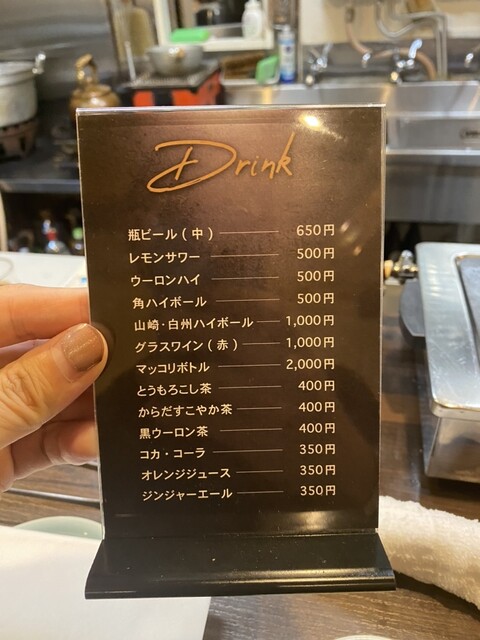 Drink
瓶ビール ( 中 ) 650円
レモンサワー 500円
ウーロンハイ 500円
角ハイボール 500円
山崎・白州ハイボール 1,000円
グラスワイン ( 赤 ) 1,000円
マッコリボトル 2,000円
とうもろこし茶 400円
からだすこやか茶 400円
黒ウーロン茶 400円
コカ・コーラ 350円
オレンジジュース 350円
ジンジャーエール 350円